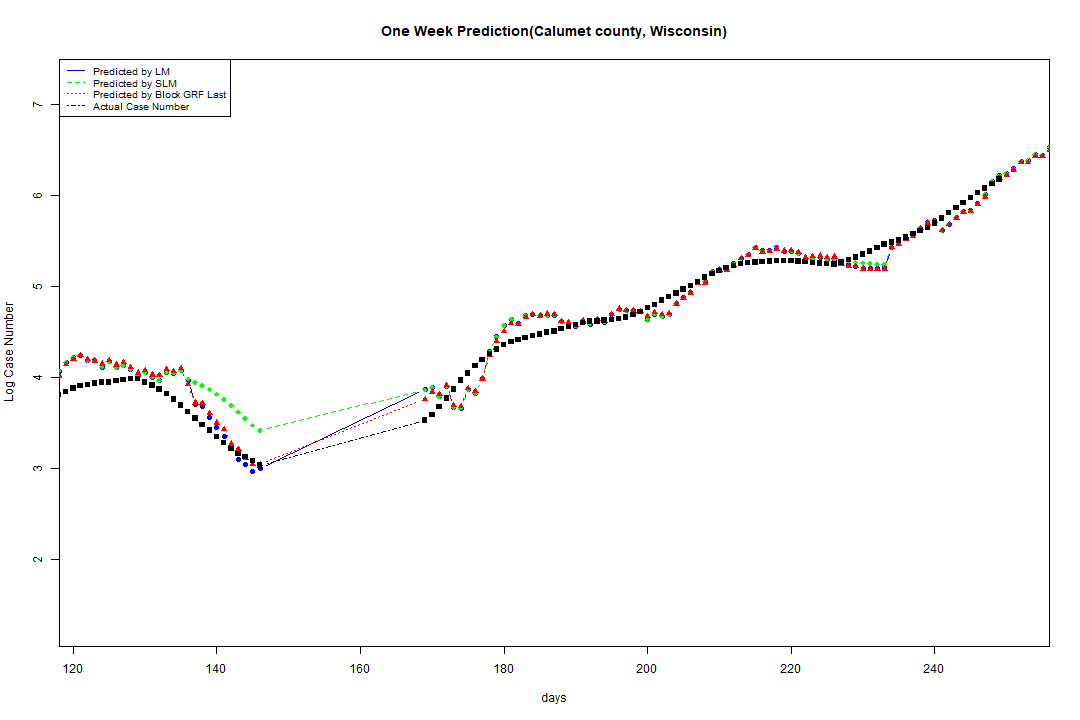 One Week Prediction(Calumet county, Wisconsin)
Predicted by LM
Predicted by SLM
Predicted by Block GRF Last
Actual Case Number
7
6
5
4
3
2
Log Case Number
120 140 160 180 200 220 240
days